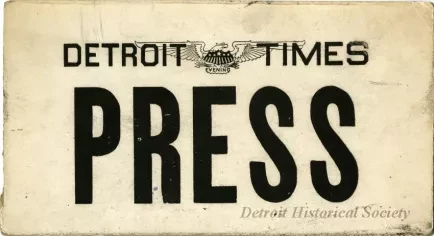 DETROIT TIMES
EVENING
PRESS
Detroit Historical Society